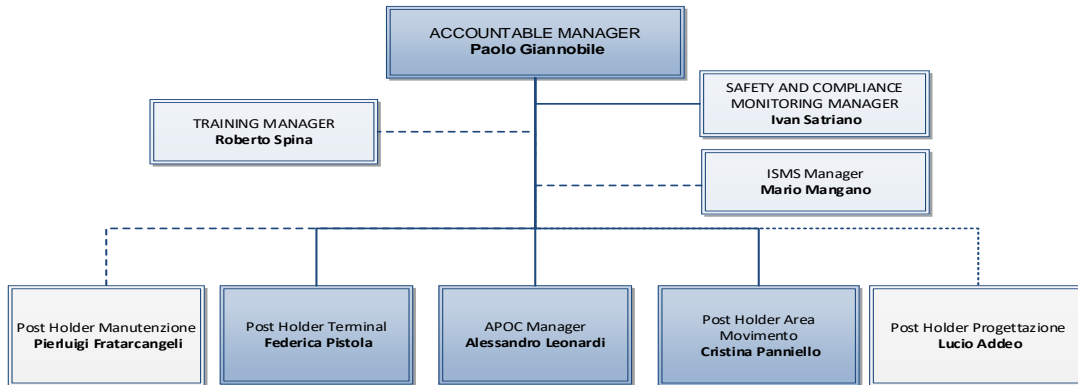 ACCOUNTABLE MANAGER
Paolo Giannobile
SAFETY AND COMPLIANCE
MONITORING MANAGER
Ivan Satriano
TRAINING MANAGER
Roberto Spina
ISMS Manager
Mario Mangano
Post Holder Manutenzione
Pierluigi Fratarcangeli
Post Holder Terminal
Federica Pistola
APOC Manager
Alessandro Leonardi
Post Holder Area
Movimento
Cristina Panniello
Post Holder Progettazione
Lucio Addeo